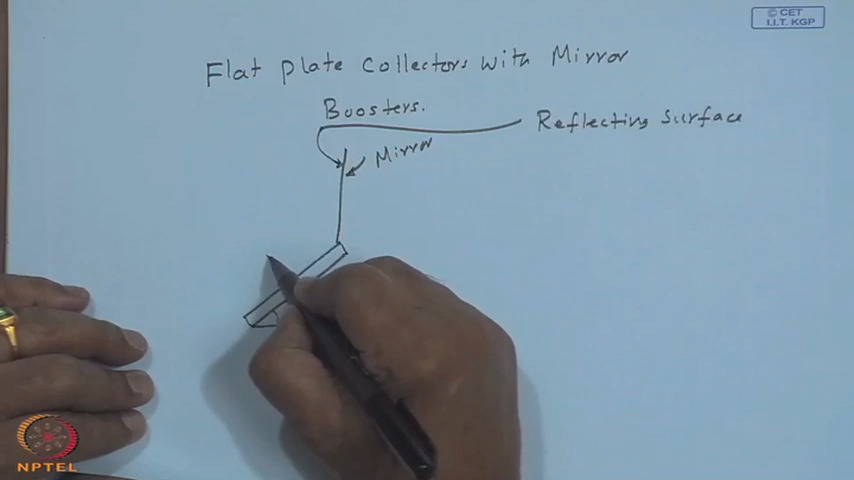 © CET
I.I.T. KGP
Flat plate collectors with Mirror
Boosters.
Reflecting Surface
Mirror
NPTEL